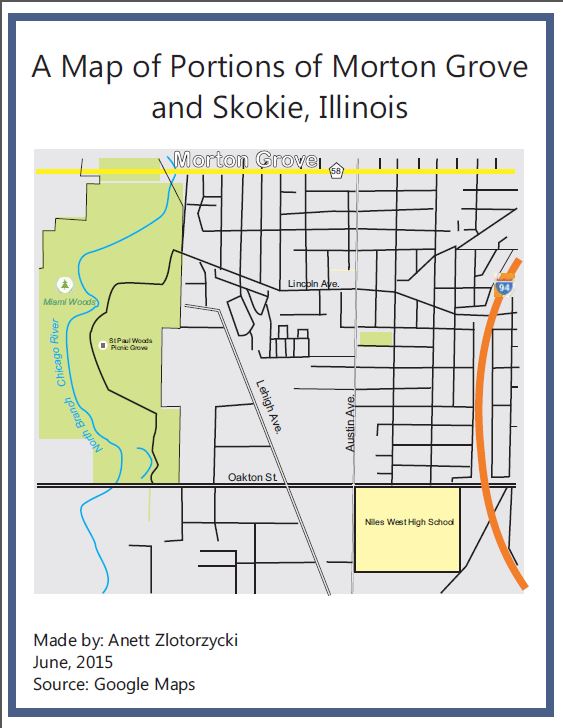 A Map of Portions of Morton Grove
and Skokie, Illinois
Morton Grove
58
Lincoln Ave.
94
Miami Woods
St Paul Woods
Picnic Grove
Chicago River
North Branch
Lehigh Ave.
Austin Ave.
Oakton St.
Niles West High School
Made by: Anett Zlotorzycki
June, 2015
Source: Google Maps